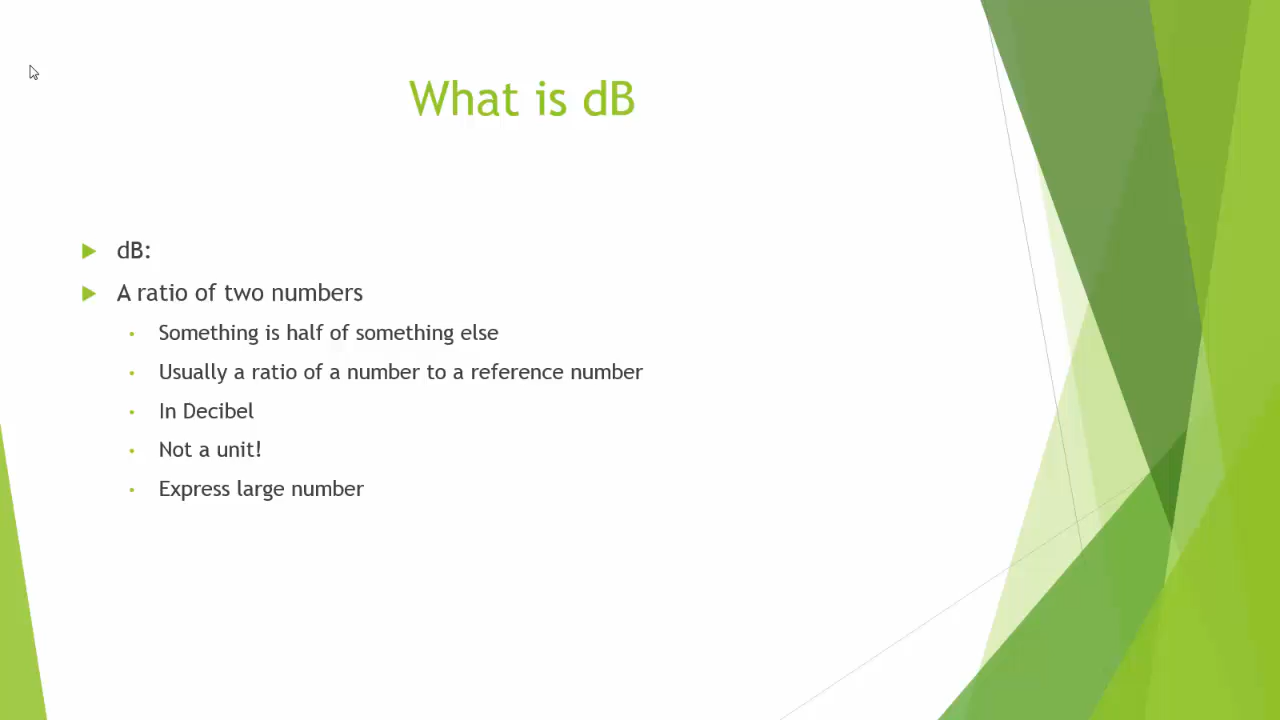 What is dB
dB:
A ratio of two numbers
Something is half of something else
Usually a ratio of a number to a reference number
In Decibel
Not a unit!
Express large number